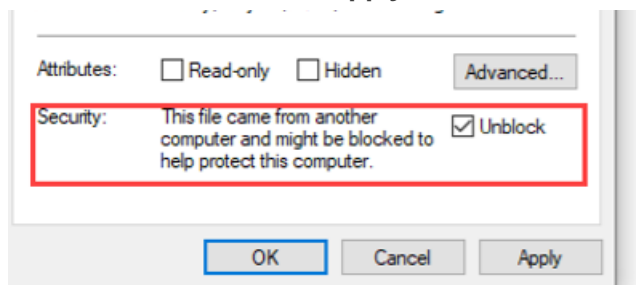 Attributes: Read-only Hidden Advanced...
Security: This file came from another
computer and might be blocked to Unblock
help protect this computer.
OK Cancel Apply